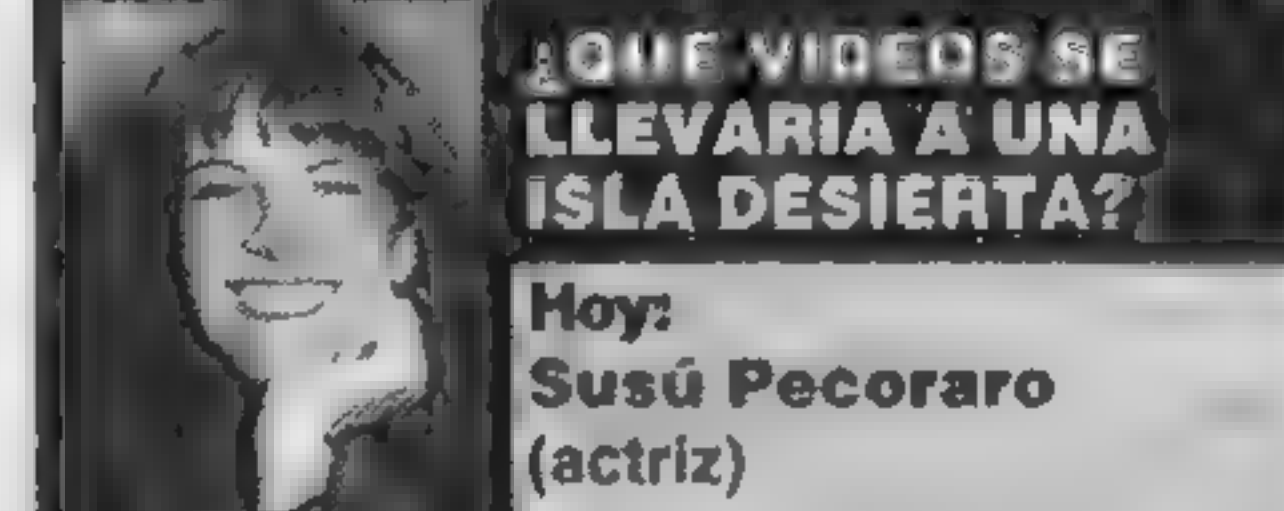 ¿QUE VIDEOS SE
LLEVARIA A UNA
ISLA DESIERTA?
Hoy:
Susú Pecoraro
(actriz)